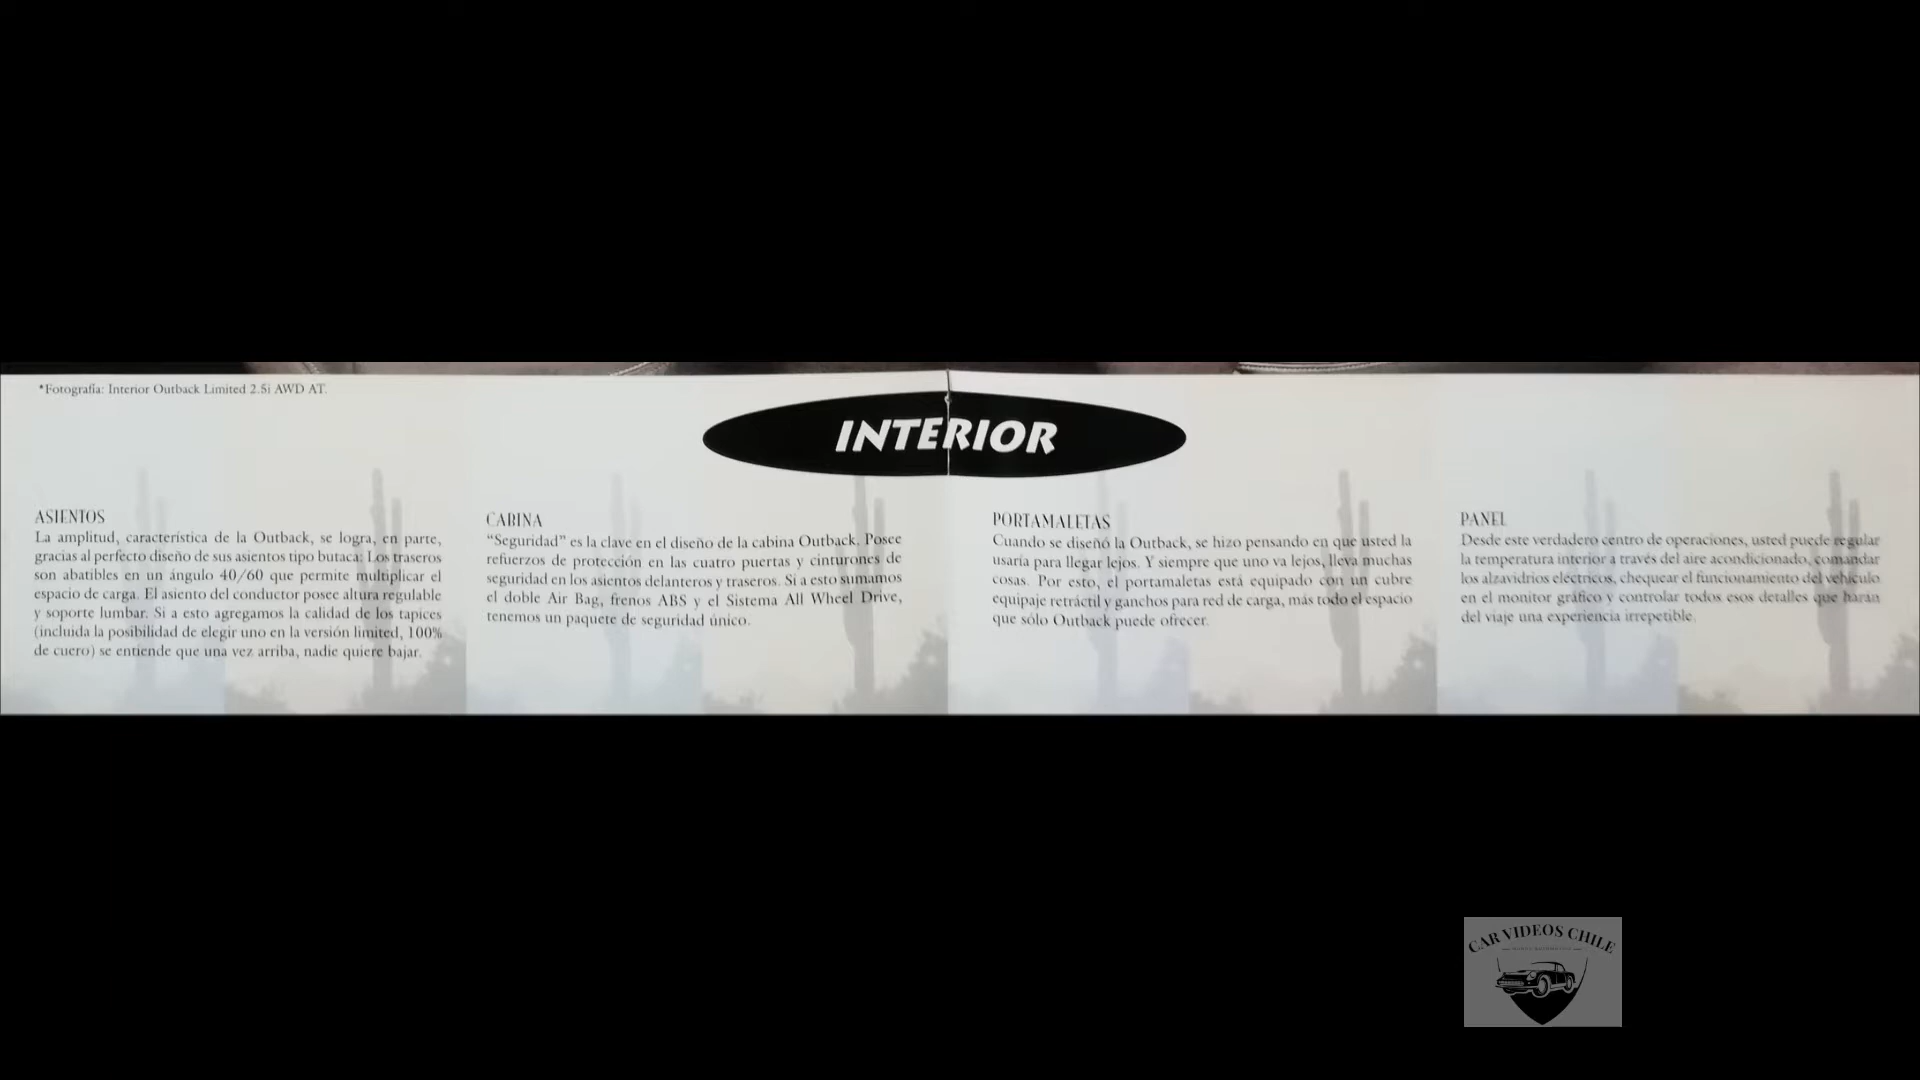 *Fotografía: Interior Outback Limited 2.5i AWD AT.
INTERIOR
ASIENTOS
La amplitud, característica de la Outback, se logra, en parte,
gracias al perfecto diseño de sus asientos tipo butaca: Los traseros
son abatibles en un ángulo 40/60 que permite multiplicar el
espacio de carga. El asiento del conductor posee altura regulable
y soporte lumbar. Si a esto agregamos la calidad de los tapices
(incluida la posibilidad de elegir uno en la versión limited, 100%
de cuero) se entiende que una vez arriba, nadie quiere bajar.
CABINA
“Seguridad” es la clave en el diseño de la cabina Outback. Posee
refuerzos de protección en las cuatro puertas y cinturones de
seguridad en los asientos delanteros y traseros. Si a esto sumamos
el doble Air Bag, frenos ABS y el Sistema All Wheel Drive,
tenemos un paquete de seguridad único.
PORTAMALETAS
Cuando se diseñó la Outback, se hizo pensando en que usted la
usaría para llegar lejos. Y siempre que uno va lejos, lleva muchas
cosas. Por esto, el portamaletas está equipado con un cubre
equipaje retráctil y ganchos para red de carga, más todo el espacio
que sólo Outback puede ofrecer.
PANEL
Desde este verdadero centro de operaciones, usted puede regular
la temperatura interior a través del aire acondicionado, comandar
los alzavidrios eléctricos, chequear el funcionamiento del vehículo
en el monitor gráfico y controlar todos esos detalles que harán
del viaje una experiencia irrepetible.
CAR VIDEOS CHILE